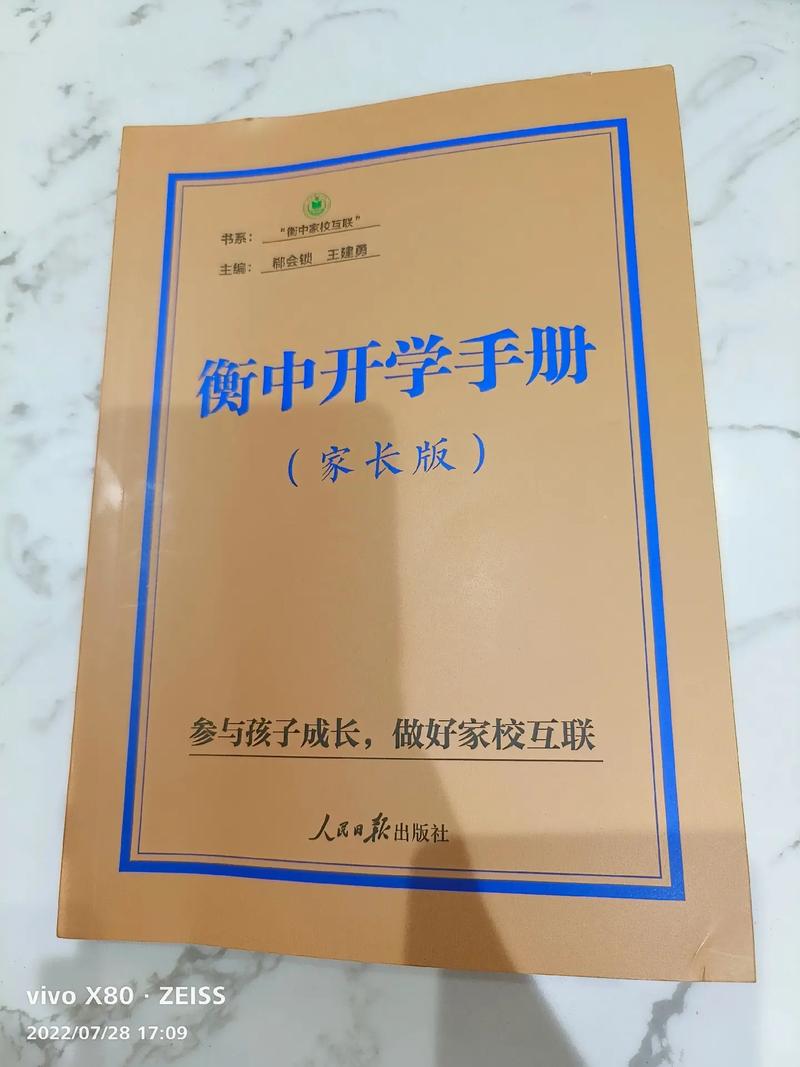 书系： “衡中家校互联”
主编： 郗会锁 王建勇
衡中开学手册
（家长版）
参与孩子成长，做好家校互联
人民日报出版社
vivo X80 · ZEISS
2022/07/28 17:09